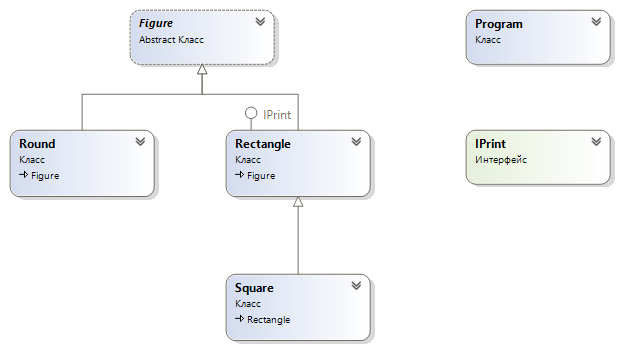 Figure
Abstract Класс
Program
Класс
IPrint
Round
Класс
Figure
Rectangle
Класс
Figure
IPrint
Интерфейс
Square
Класс
Rectangle